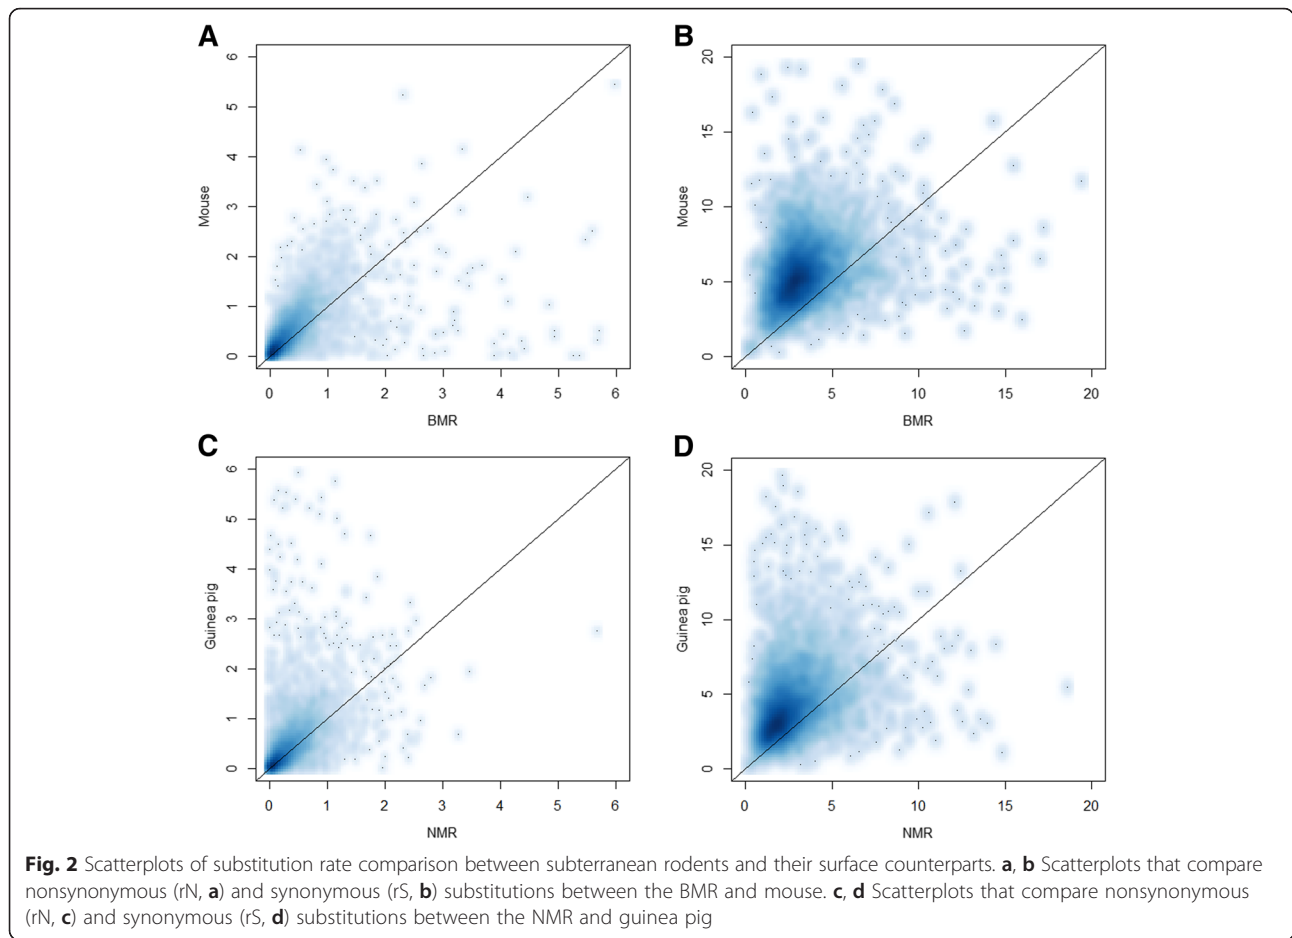 A
6
5
4
3
2
1
0
Mouse
0 1 2 3 4 5 6
BMR
B
20
15
10
5
0
Mouse
0 5 10 15 20
BMR
C
6
5
4
3
2
1
0
Guinea pig
0 1 2 3 4 5 6
NMR
D
20
15
10
5
0
Guinea pig
0 5 10 15 20
NMR
Fig. 2 Scatterplots of substitution rate comparison between subterranean rodents and their surface counterparts. a, b Scatterplots that compare
nonsynonymous (rN, a) and synonymous (rS, b) substitutions between the BMR and mouse. c, d Scatterplots that compare nonsynonymous
(rN, c) and synonymous (rS, d) substitutions between the NMR and guinea pig